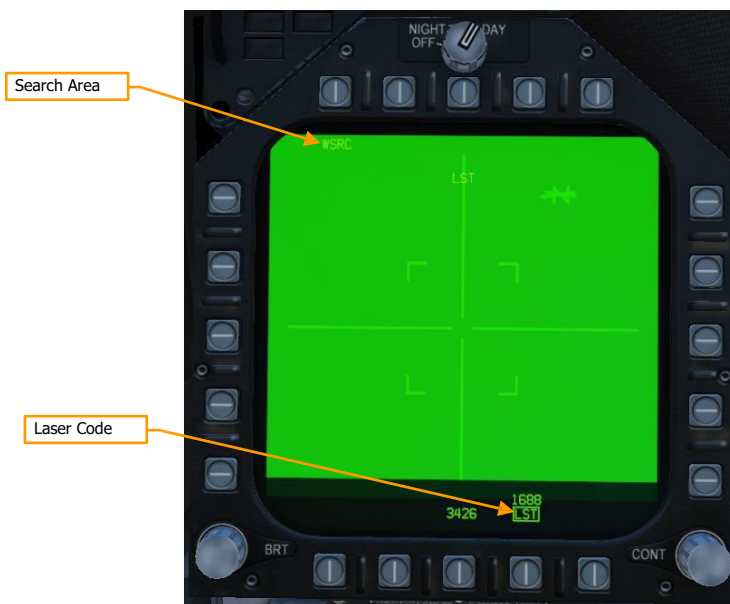 NIGHT DAY
OFF
Search Area
WSRC
LST
Laser Code
1688
3426 LST
BRT
CONT